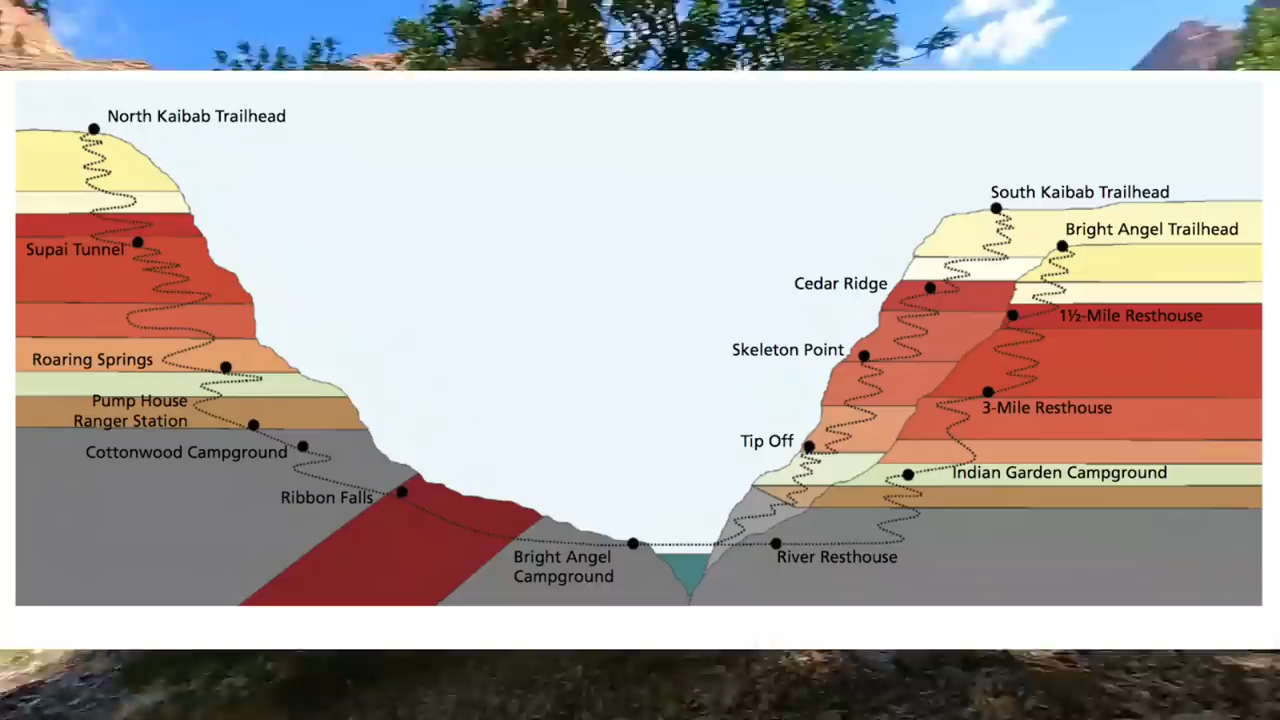 North Kaibab Trailhead
South Kaibab Trailhead
Bright Angel Trailhead
Supai Tunnel
Cedar Ridge
1½-Mile Resthouse
Skeleton Point
Roaring Springs
Pump House
Ranger Station
3-Mile Resthouse
Tip Off
Cottonwood Campground
Indian Garden Campground
Ribbon Falls
Bright Angel
Campground
River Resthouse